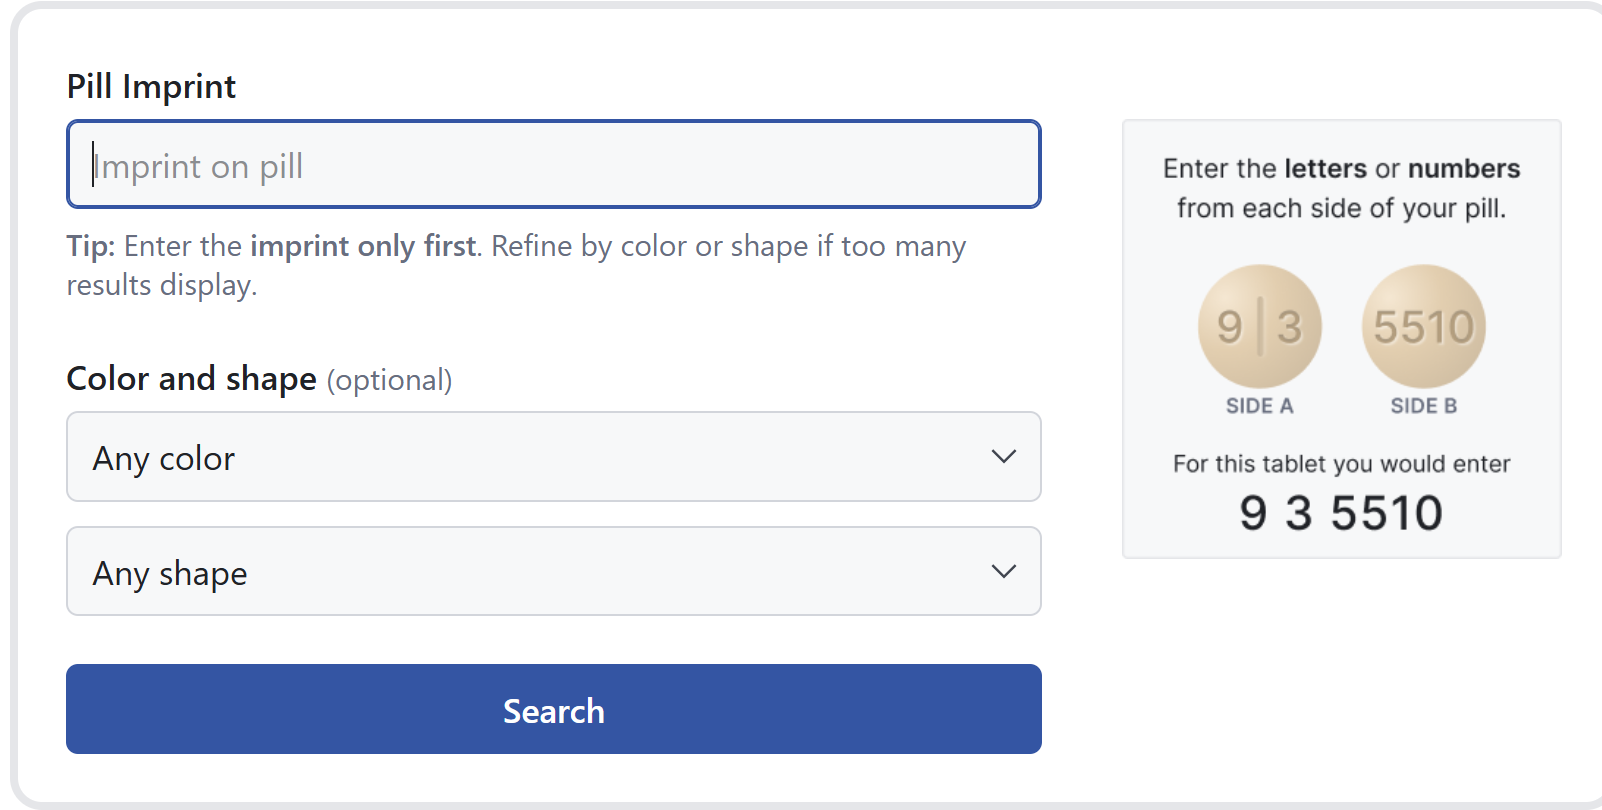 Pill Imprint
Imprint on pill
Tip: Enter the imprint only first. Refine by color or shape if too many
results display.
Color and shape (optional)
Any color
Any shape
Search
Enter the letters or numbers
from each side of your pill.
9 | 3
5510
SIDE A
SIDE B
For this tablet you would enter
9 3 5510